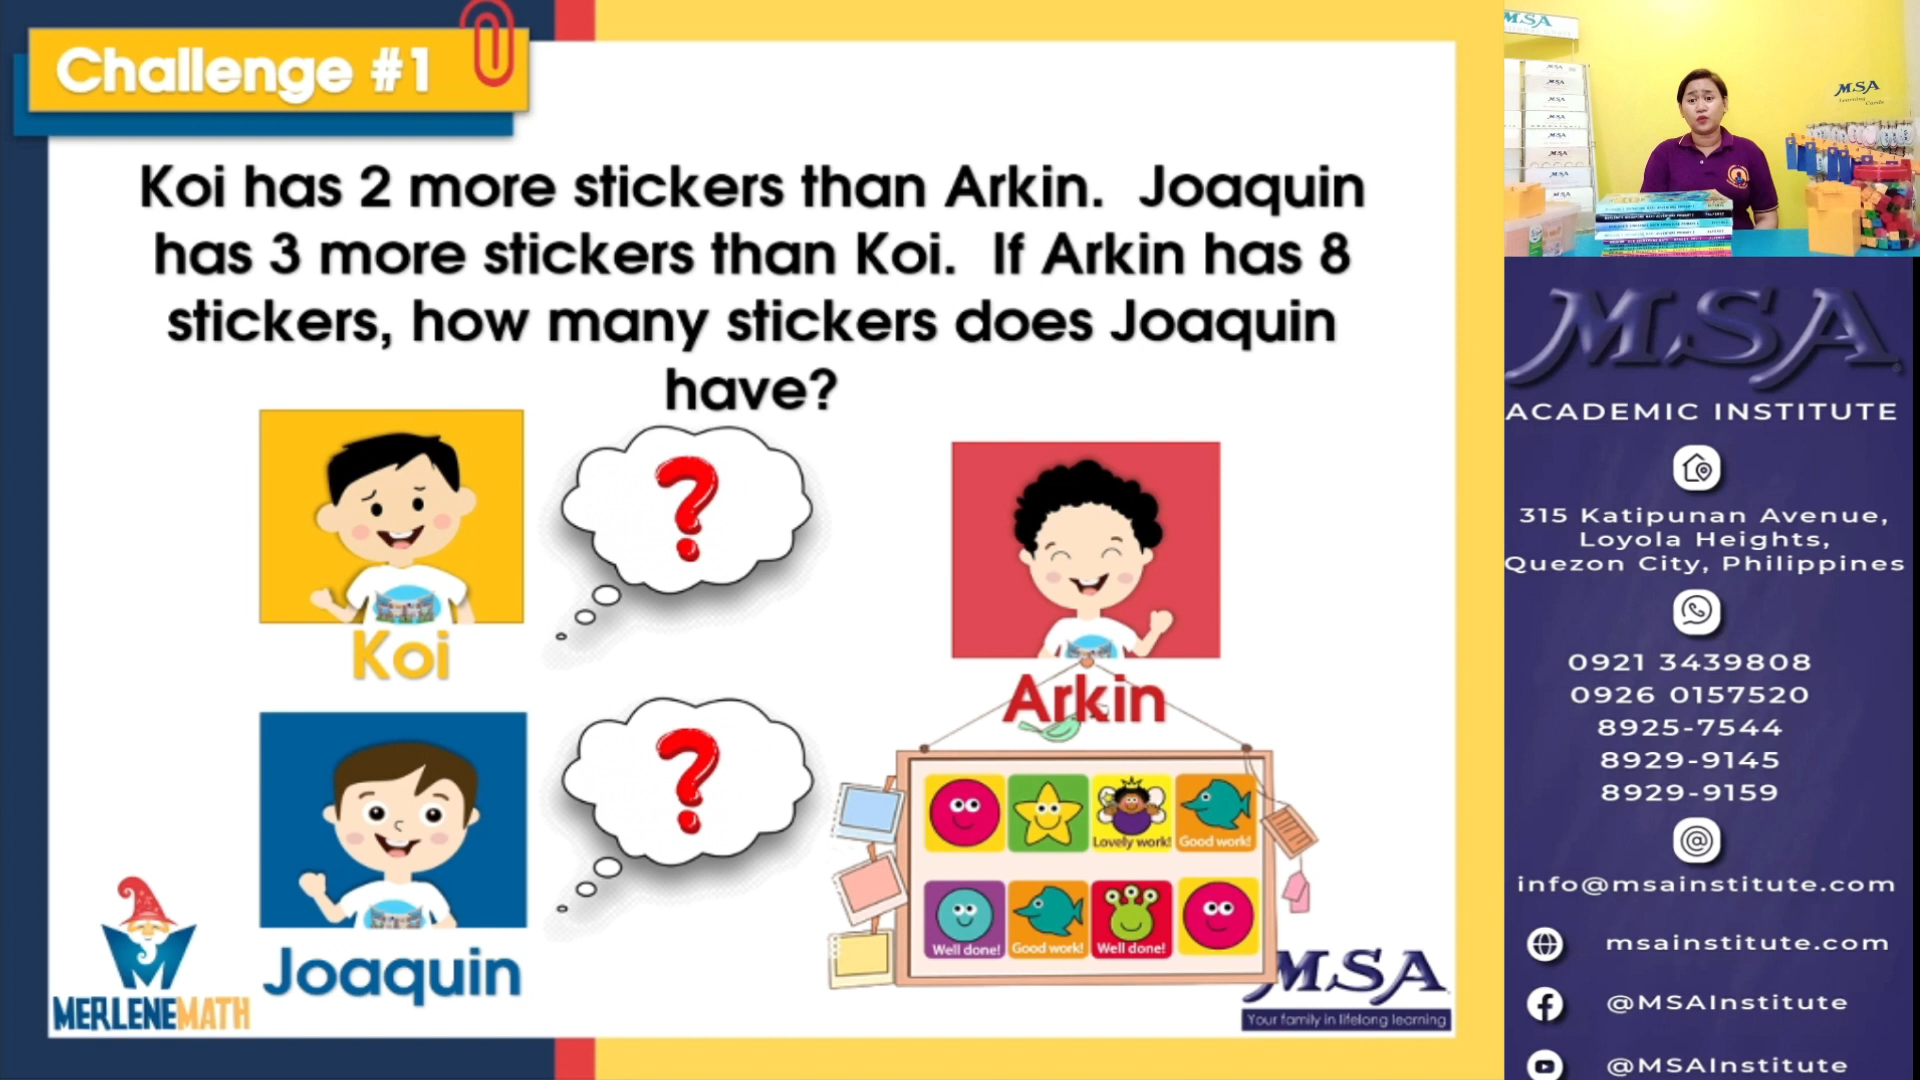 Challenge #1
Koi has 2 more stickers than Arkin. Joaquin
has 3 more stickers than Koi. If Arkin has 8
stickers, how many stickers does Joaquin
have?
?
Koi
Arkin
?
Joaquin
Lovely work!
Good work!
Well done!
Good work!
Well done!
MERLENEMATH
MSA
Your family in lifelong learning
MSA
MSA
MSA
ACADEMIC INSTITUTE
315 Katipunan Avenue,
Loyola Heights,
Quezon City, Philippines
0921 3439808
0926 0157520
8925-7544
8929-9145
8929-9159
info@msainstitute.com
msainstitute.com
@MSAInstitute
@MSAInstitute